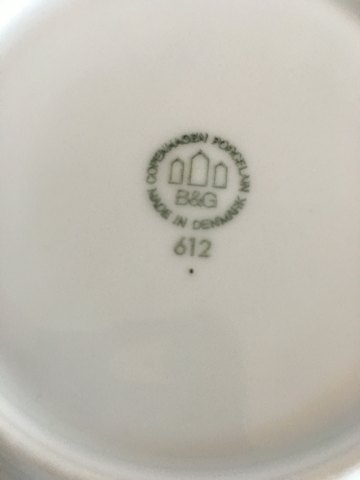 COPENHAGEN PORCELAIN
B&G
MADE IN DENMARK
612